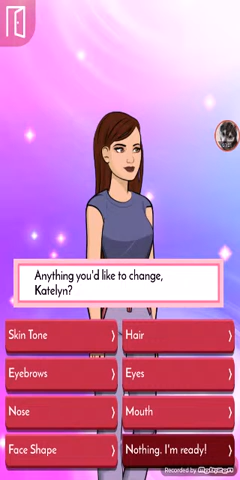 Anything you'd like to change,
Katelyn?
Skin Tone
Hair
Eyebrows
Eyes
Nose
Mouth
Face Shape
Nothing. I'm ready!
Recorded by